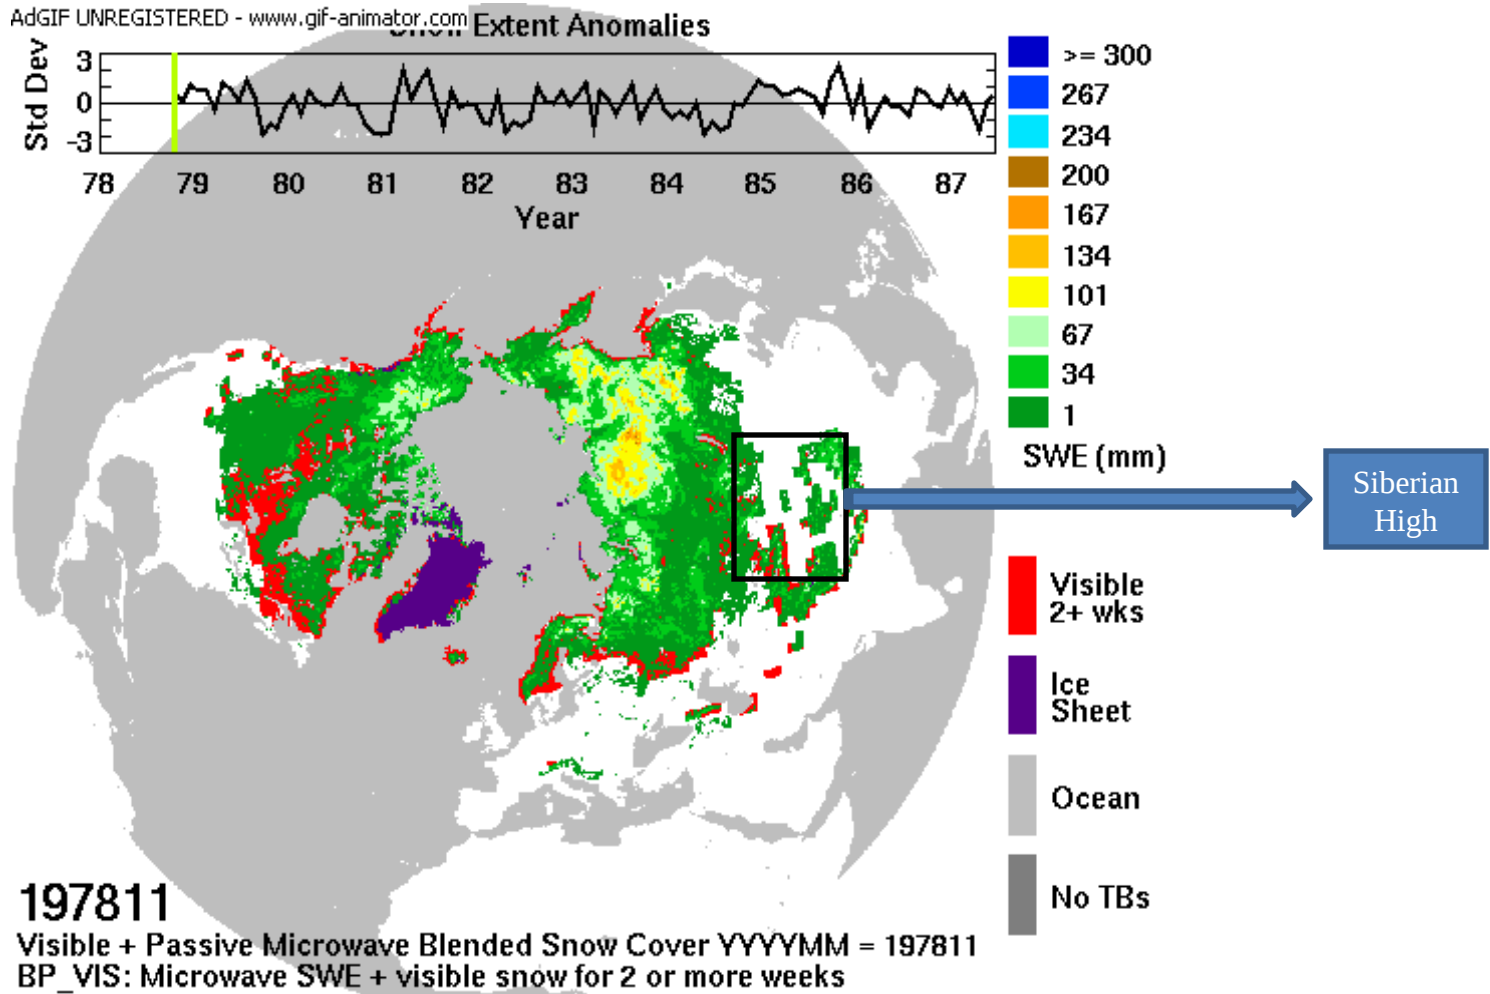 AdGIF UNREGISTERED - www.gif-animator.com
Snow Extent Anomalies
Std Dev
3
0
-3
78 79 80 81 82 83 84 85 86 87
Year
>= 300
267
234
200
167
134
101
67
34
1
SWE (mm)
Siberian
High
Visible
2+ wks
Ice
Sheet
Ocean
No TBs
197811
Visible + Passive Microwave Blended Snow Cover YYYYMM = 197811
BP_VIS: Microwave SWE + visible snow for 2 or more weeks